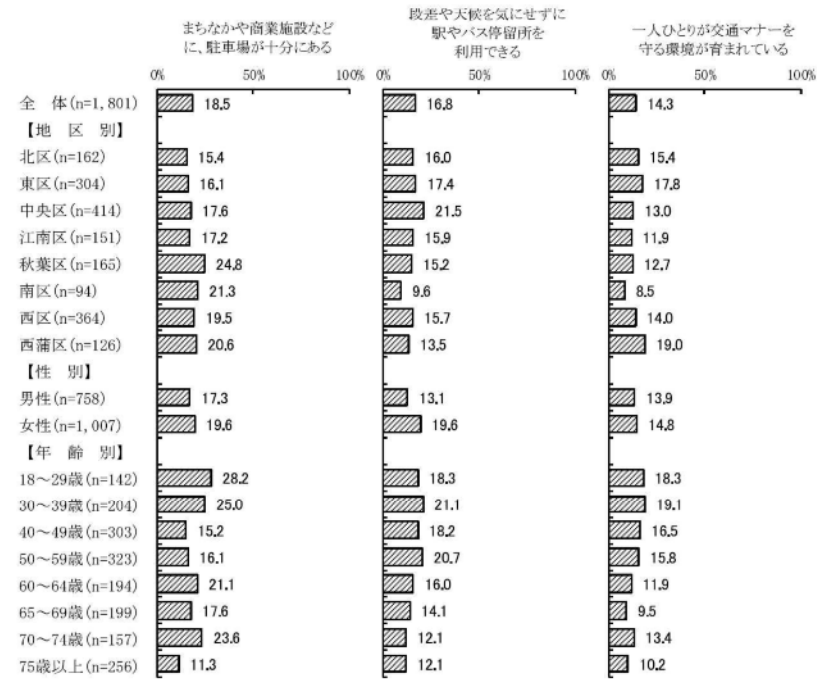 まちなかや商業施設など
に、駐車場が十分にある
段差や天候を気にせずに
駅やバス停留所を
利用できる
一人ひとりが交通マナーを
守る環境が育まれている
0% 50% 100% 0% 50% 100% 0% 50% 100%
全 体(n=1,801) 18.5 16.8 14.3
【地 区 別】
北区(n=162) 15.4 16.0 15.4
東区(n=304) 16.1 17.4 17.8
中央区(n=414) 17.6 21.5 13.0
江南区(n=151) 17.2 15.9 11.9
秋葉区(n=165) 24.8 15.2 12.7
南区(n=94) 21.3 9.6 8.5
西区(n=364) 19.5 15.7 14.0
西蒲区(n=126) 20.6 13.5 19.0
【性 別】
男性(n=758) 17.3 13.1 13.9
女性(n=1,007) 19.6 19.6 14.8
【年 齢 別】
18～29歳(n=142) 28.2 18.3 18.3
30～39歳(n=204) 25.0 21.1 19.1
40～49歳(n=303) 15.2 18.2 16.5
50～59歳(n=323) 16.1 20.7 15.8
60～64歳(n=194) 21.1 16.0 11.9
65～69歳(n=199) 17.6 14.1 9.5
70～74歳(n=157) 23.6 12.1 13.4
75歳以上(n=256) 11.3 12.1 10.2